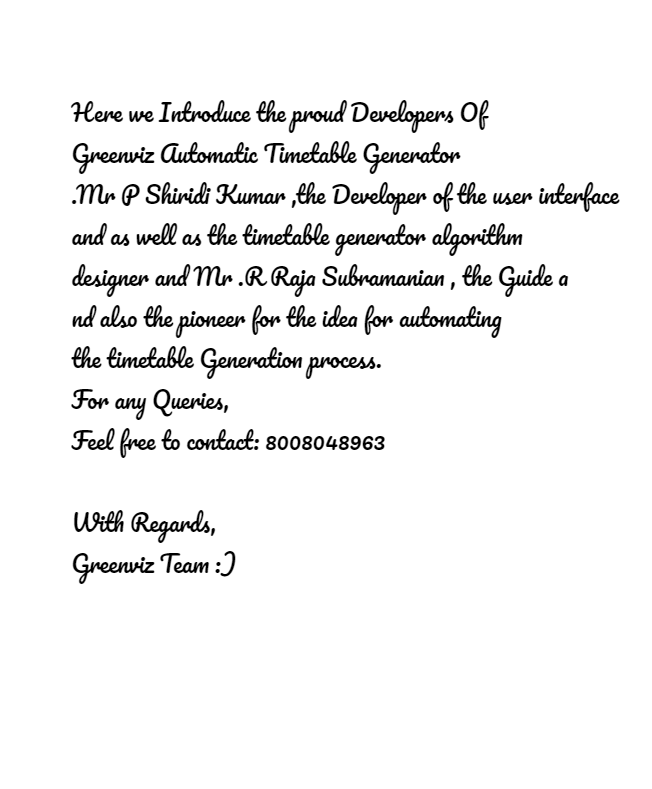 Here we Introduce the proud Developers Of
Greenviz Automatic Timetable Generator
.Mr P Shiridi Kumar ,the Developer of the user interface
and as well as the timetable generator algorithm
designer and Mr .R Raja Subramanian , the Guide a
nd also the pioneer for the idea for automating
the timetable Generation process.
For any Queries,
Feel free to contact: 8008048963
With Regards,
Greenviz Team :)